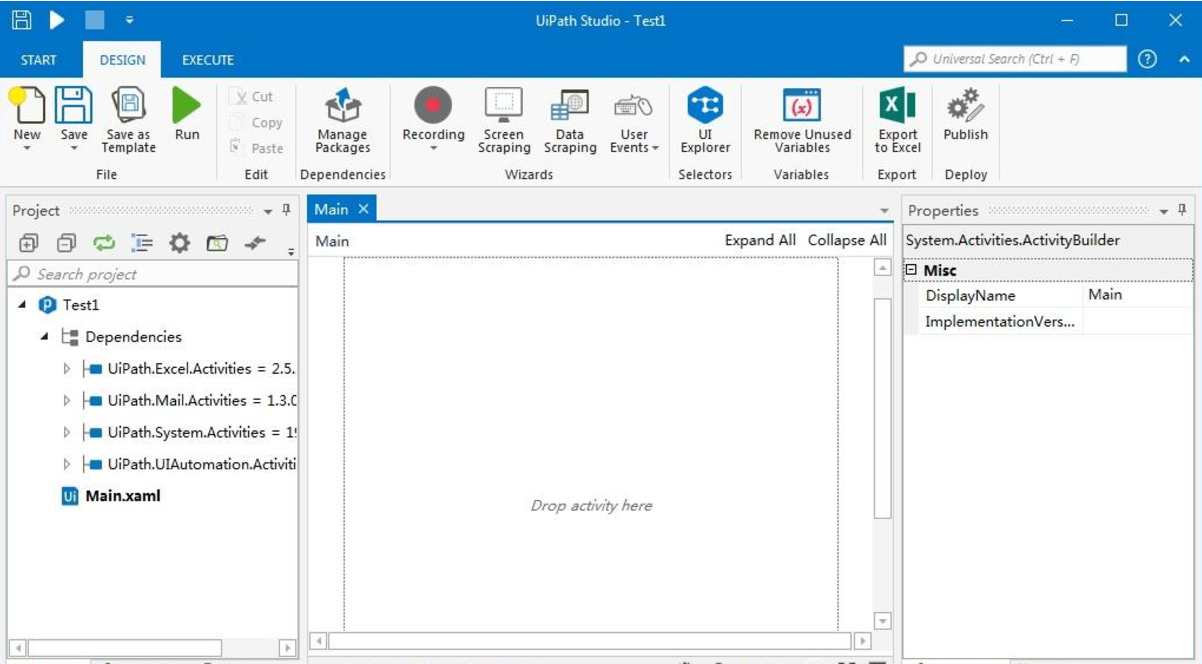 UiPath Studio - Test1
START DESIGN EXECUTE Universal Search (Ctrl + F) ?
New Save Save as Template Run Cut Copy Paste Manage Packages Recording Screen Scraping Data Scraping User Events UI Explorer Remove Unused Variables Export to Excel Publish
File Edit Dependencies Wizards Selectors Variables Export Deploy
Project
Search project
Test1
Dependencies
UiPath.Excel.Activities = 2.5.
UiPath.Mail.Activities = 1.3.0
UiPath.System.Activities = 19
UiPath.UIAutomation.Activiti
Ui Main.xaml
Main
Main Expand All Collapse All
Drop activity here
Properties
System.Activities.ActivityBuilder
Misc
DisplayName Main
ImplementationVers...